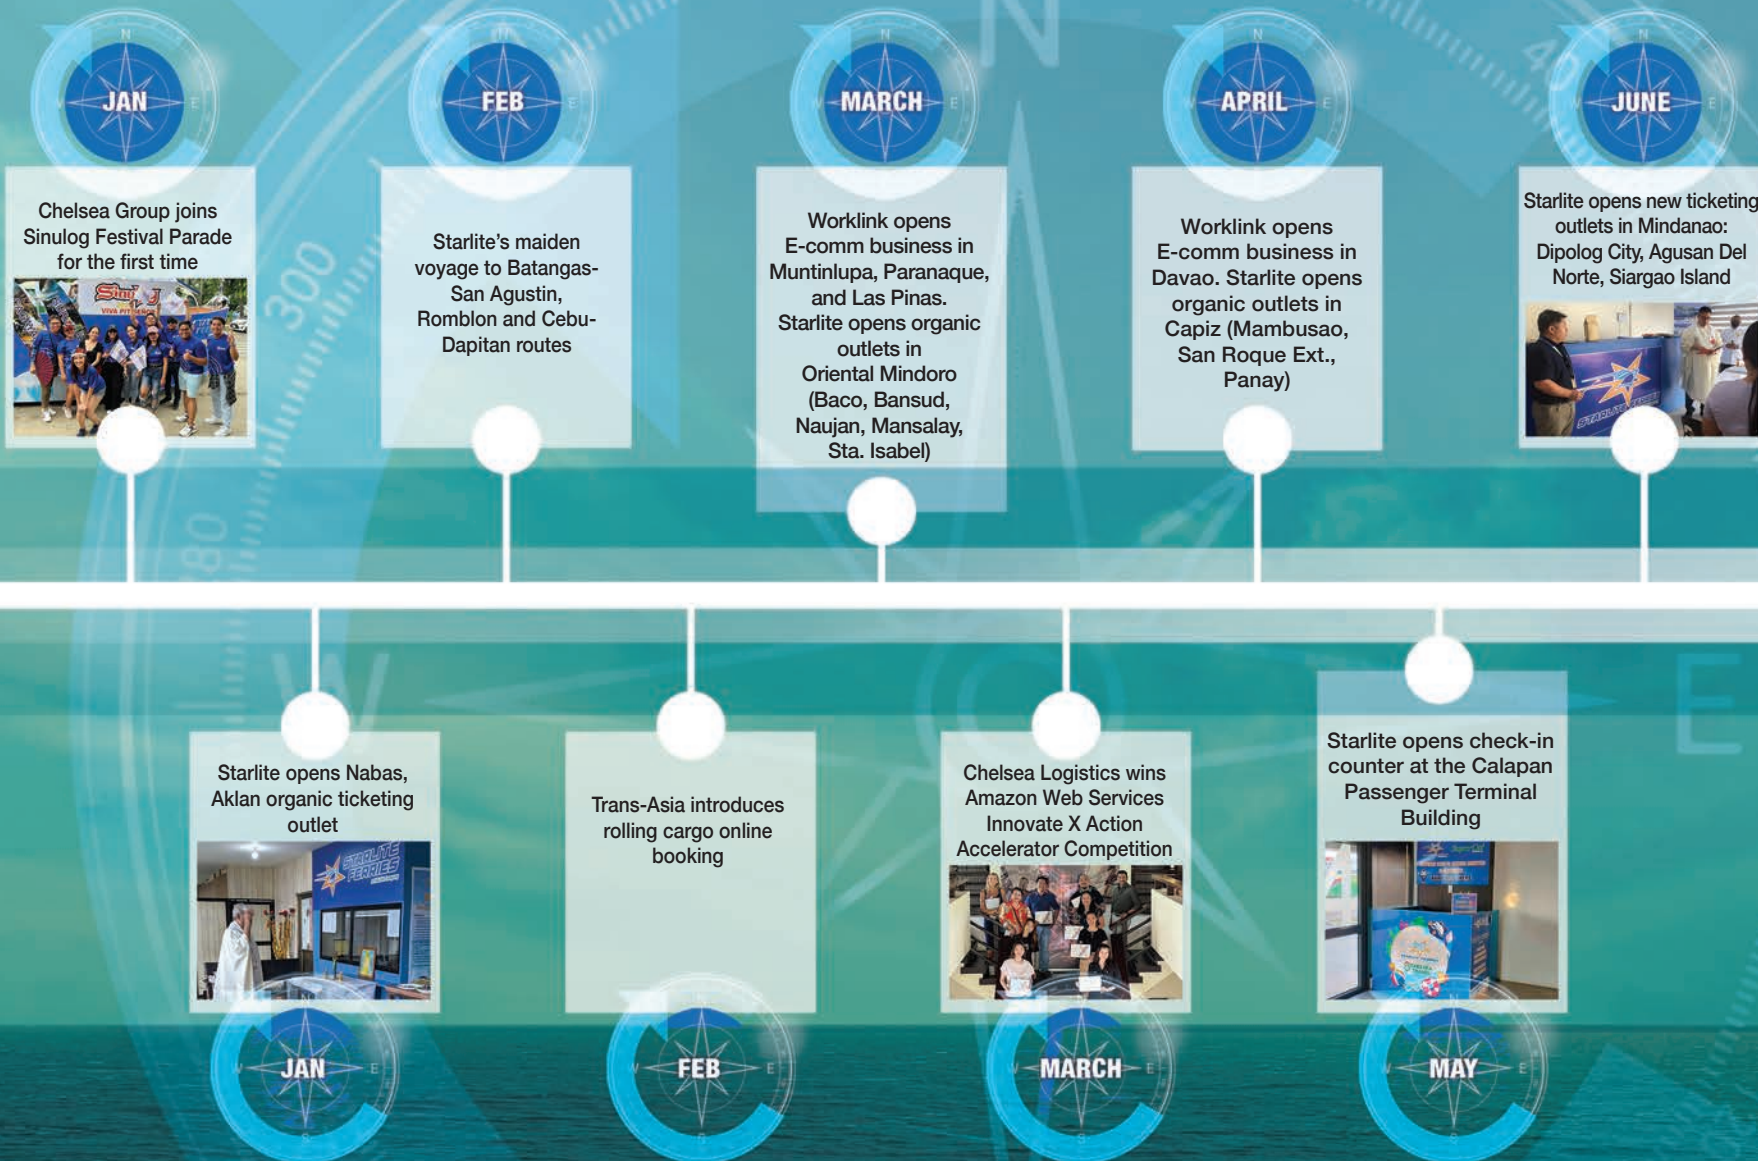 JAN
Chelsea Group joins
Sinulog Festival Parade
for the first time
FEB
Starlite’s maiden
voyage to Batangas-
San Agustin,
Romblon and Cebu-
Dapitan routes
MARCH
Worklink opens
E-comm business in
Muntinlupa, Paranaque,
and Las Pinas.
Starlite opens organic
outlets in
Oriental Mindoro
(Baco, Bansud,
Naujan, Mansalay,
Sta. Isabel)
APRIL
Worklink opens
E-comm business in
Davao. Starlite opens
organic outlets in
Capiz (Mambusao,
San Roque Ext.,
Panay)
JUNE
Starlite opens new ticketing
outlets in Mindanao:
Dipolog City, Agusan Del
Norte, Siargao Island
STARLITE FERRIES
300
40
N
W
E
Starlite opens Nabas,
Aklan organic ticketing
outlet
STARLITE
FERRIES
JAN
Trans-Asia introduces
rolling cargo online
booking
FEB
Chelsea Logistics wins
Amazon Web Services
Innovate X Action
Accelerator Competition
MARCH
Starlite opens check-in
counter at the Calapan
Passenger Terminal
Building
MAY